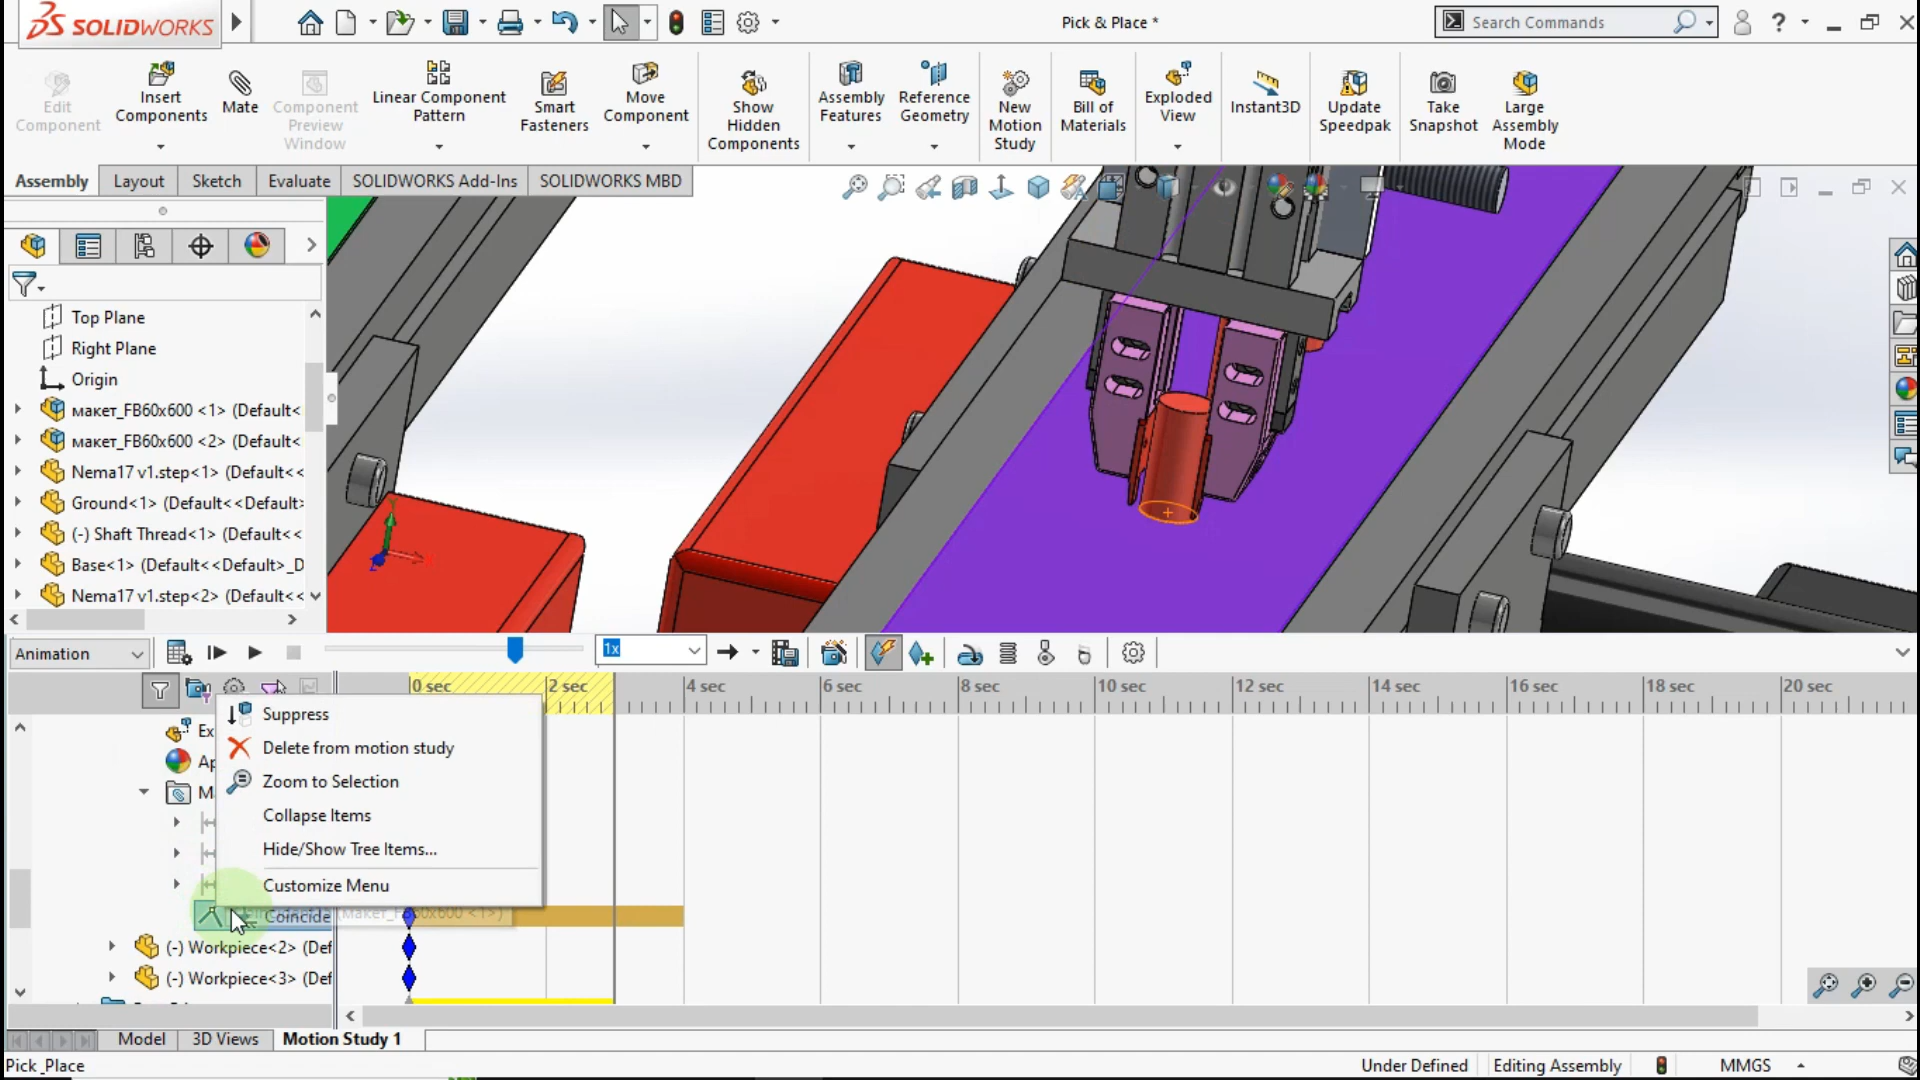 SOLIDWORKS
Pick & Place *
Search Commands
Edit Component
Insert Components
Mate
Component Preview Window
Linear Component Pattern
Smart Fasteners
Move Component
Show Hidden Components
Assembly Features
Reference Geometry
New Motion Study
Bill of Materials
Exploded View
Instant3D
Update Speedpak
Take Snapshot
Large Assembly Mode
Assembly
Layout
Sketch
Evaluate
SOLIDWORKS Add-Ins
SOLIDWORKS MBD
Top Plane
Right Plane
Origin
макет_FB60x600 <1> (Default<
макет_FB60x600 <2> (Default<
Nema17 v1.step<1> (Default<<
Ground<1> (Default<<Default>
(-) Shaft Thread<1> (Default<<
Base<1> (Default<<Default>_D
Nema17 v1.step<2> (Default<<
Animation
1x
0 sec
2 sec
4 sec
6 sec
8 sec
10 sec
12 sec
14 sec
16 sec
18 sec
20 sec
Ex
Ap
M
Suppress
Delete from motion study
Zoom to Selection
Collapse Items
Hide/Show Tree Items...
Customize Menu
Coincide
(-) Workpiece<2> (Def
(-) Workpiece<3> (Def
Model
3D Views
Motion Study 1
Pick_Place
Under Defined
Editing Assembly
MMGS